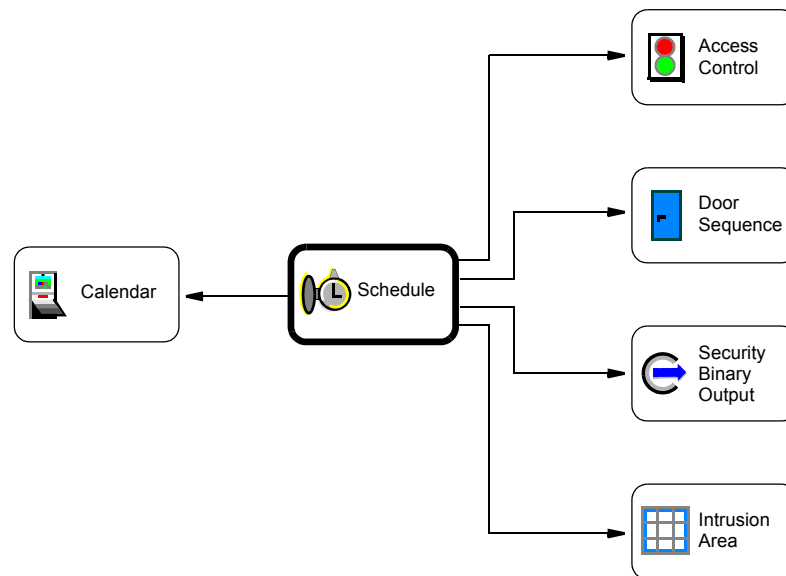 Access
Control
Door
Sequence
Calendar
Schedule
Security
Binary
Output
Intrusion
Area